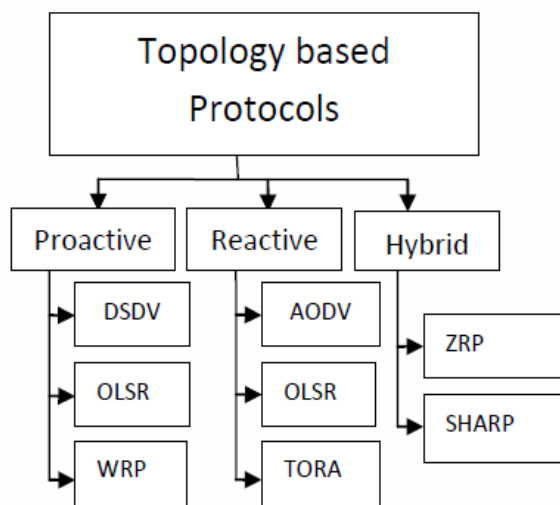 Topology based
Protocols
Proactive
Reactive
Hybrid
DSDV
OLSR
WRP
AODV
OLSR
TORA
ZRP
SHARP